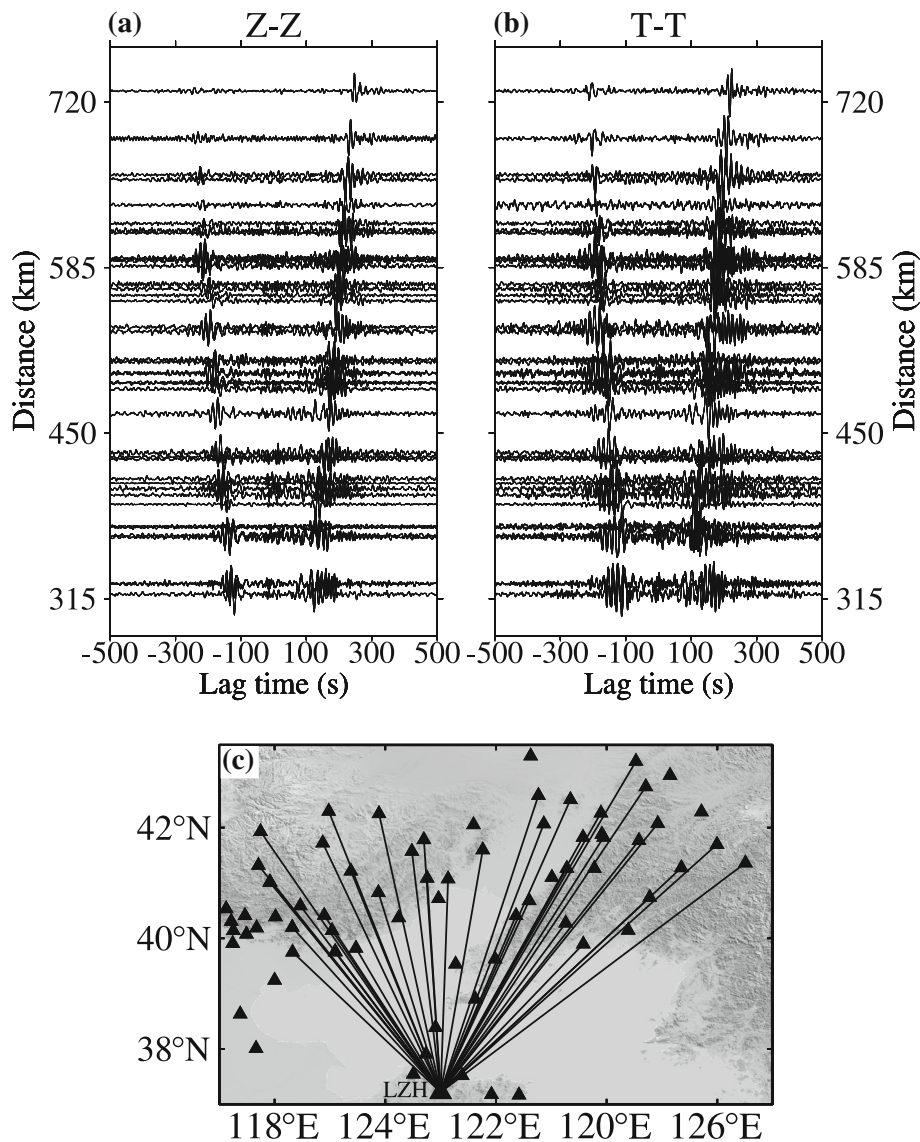 (a) Z-Z
(b) T-T
720
585
450
315
Distance (km)
-500 -300 -100 100 300 500
Lag time (s)
720
585
450
315
Distance (km)
-500 -300 -100 100 300 500
Lag time (s)
(c)
42°N
40°N
38°N
LZH
118°E 124°E 122°E 120°E 126°E